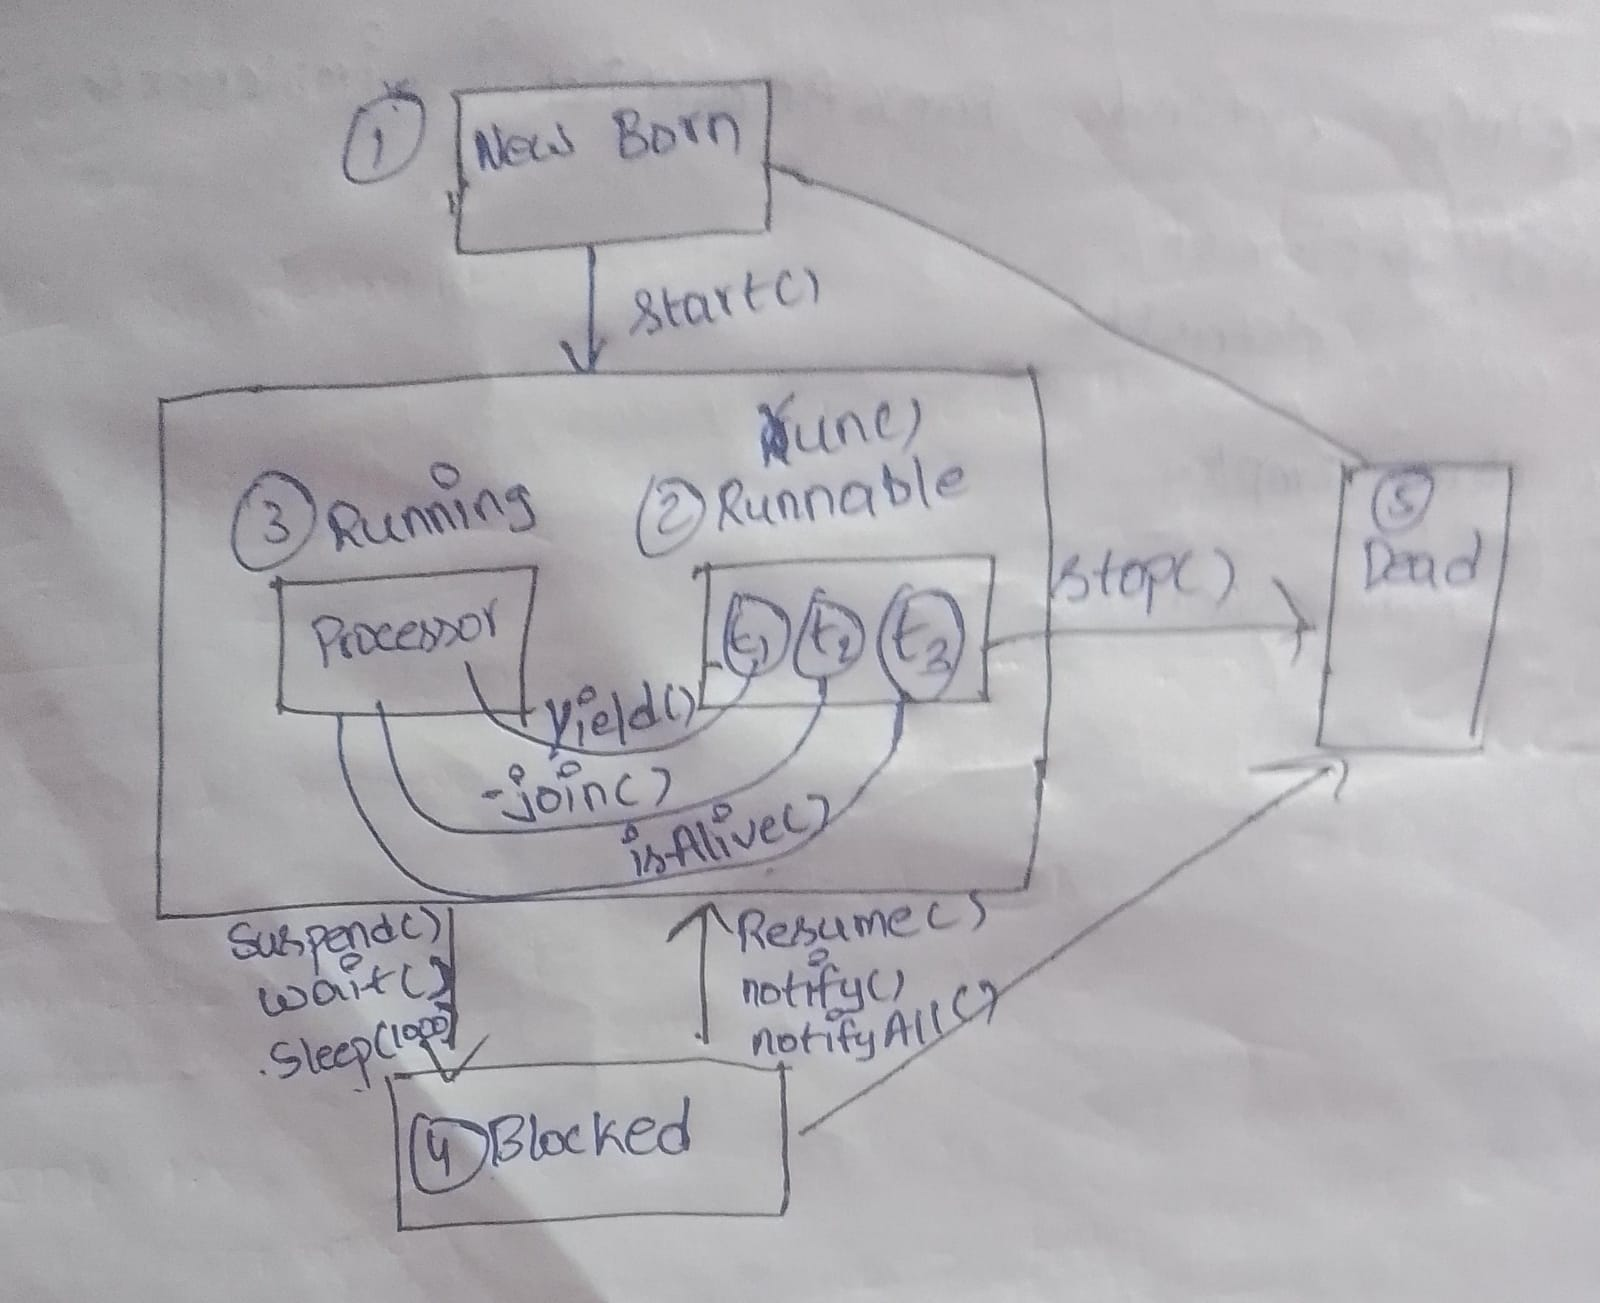 1
New Born
Start()
run()
3 Running
2 Runnable
Processor
t1 t2 t3
Stop()
5
Dead
Yield()
-join()
isAlive()
Suspend()
wait()
.Sleep(1000)
Resume()
notify()
notifyAll()
4 Blocked